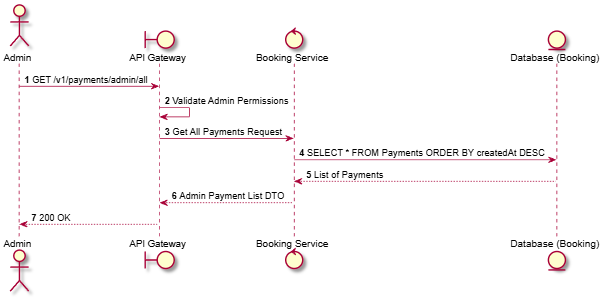 Admin
API Gateway
Booking Service
Database (Booking)
1 GET /v1/payments/admin/all
2 Validate Admin Permissions
3 Get All Payments Request
4 SELECT * FROM Payments ORDER BY createdAt DESC
5 List of Payments
6 Admin Payment List DTO
7 200 OK
Admin
API Gateway
Booking Service
Database (Booking)